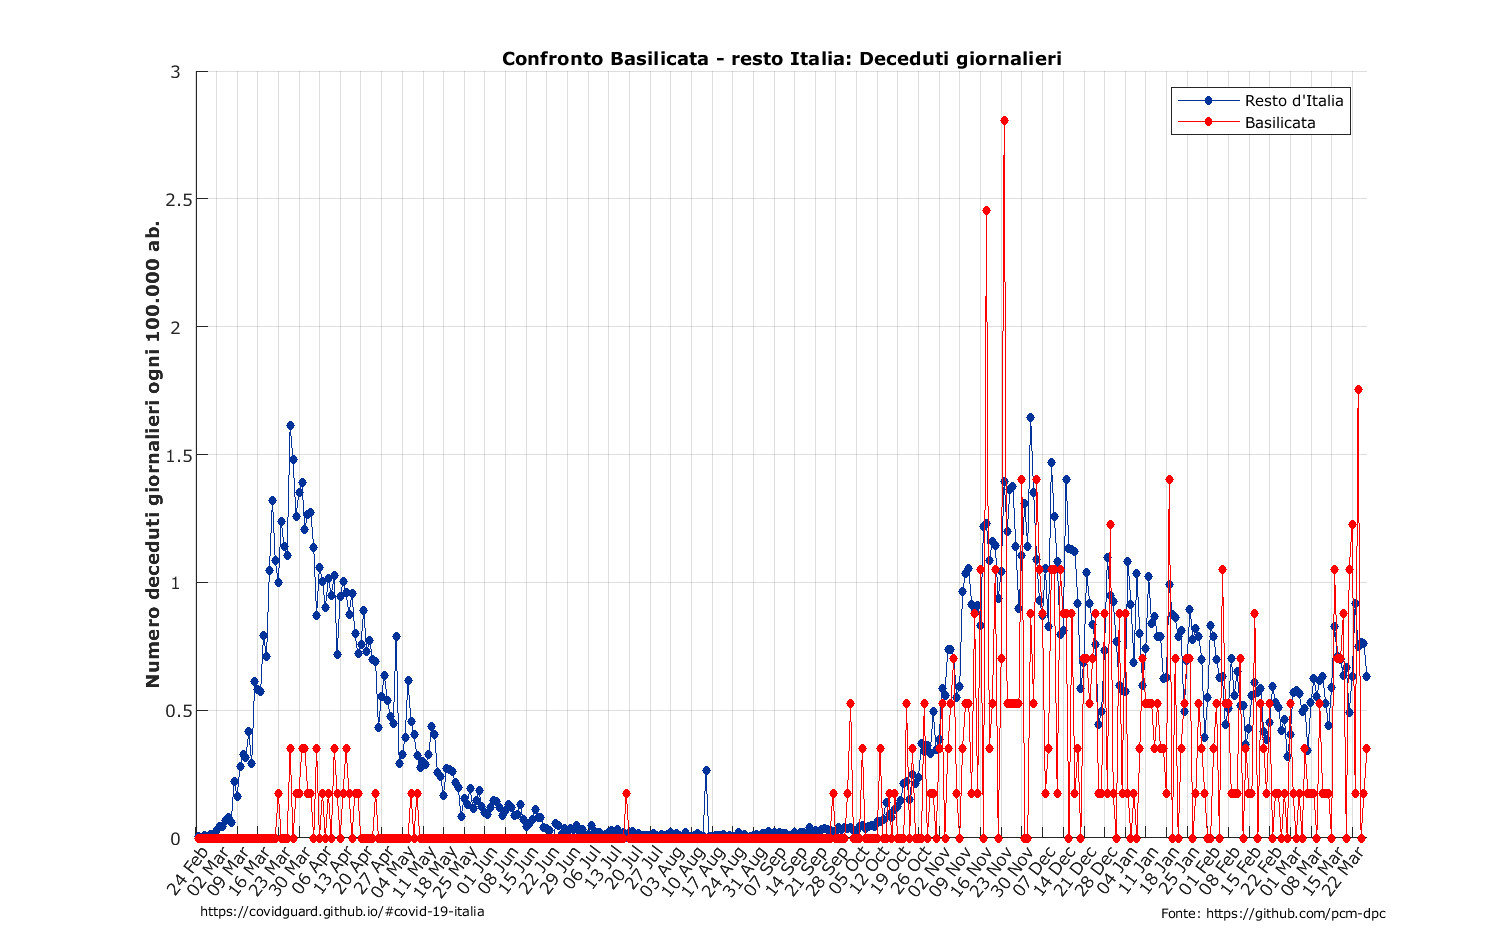 Confronto Basilicata - resto Italia: Deceduti giornalieri
Resto d'Italia
Basilicata
Numero deceduti giornalieri ogni 100.000 ab.
3
2.5
2
1.5
1
0.5
0
24 Feb
02 Mar
09 Mar
16 Mar
23 Mar
30 Mar
06 Apr
13 Apr
20 Apr
27 Apr
04 May
11 May
18 May
25 May
01 Jun
08 Jun
15 Jun
22 Jun
29 Jun
06 Jul
13 Jul
20 Jul
27 Jul
03 Aug
10 Aug
17 Aug
24 Aug
31 Aug
07 Sep
14 Sep
21 Sep
28 Sep
05 Oct
12 Oct
19 Oct
26 Oct
02 Nov
09 Nov
16 Nov
23 Nov
30 Nov
07 Dec
14 Dec
21 Dec
28 Dec
04 Jan
11 Jan
18 Jan
25 Jan
01 Feb
08 Feb
15 Feb
22 Feb
01 Mar
08 Mar
15 Mar
22 Mar
https://covidguard.github.io/#covid-19-italia
Fonte: https://github.com/pcm-dpc